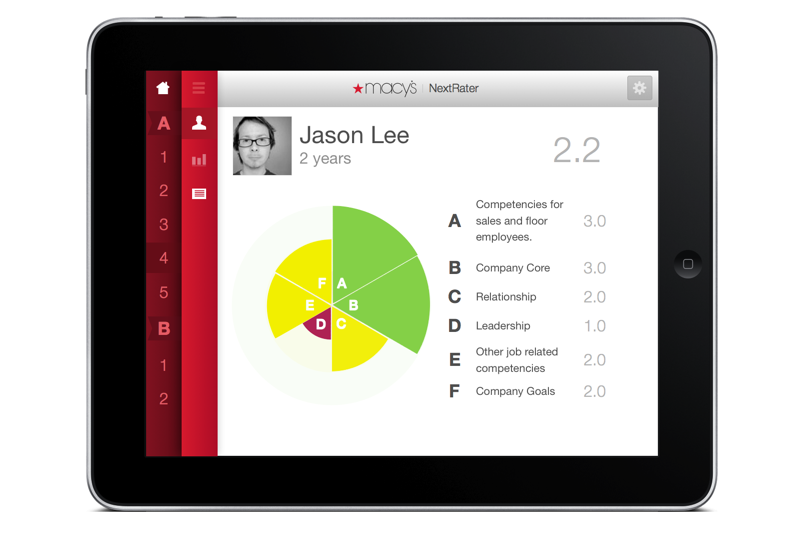 macy's NextRater
A
1
2
3
4
5
B
1
2
Jason Lee
2 years
2.2
A Competencies for
sales and floor
employees. 3.0
B Company Core 3.0
C Relationship 2.0
D Leadership 1.0
E Other job related
competencies 2.0
F Company Goals 2.0
F A
E B
D C